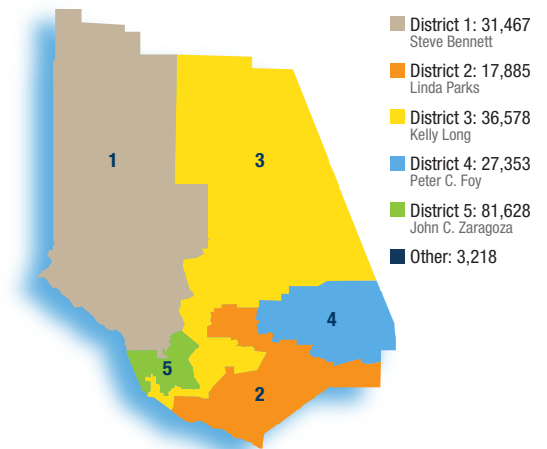 District 1: 31,467
Steve Bennett
District 2: 17,885
Linda Parks
District 3: 36,578
Kelly Long
District 4: 27,353
Peter C. Foy
District 5: 81,628
John C. Zaragoza
Other: 3,218
1
3
4
5
2